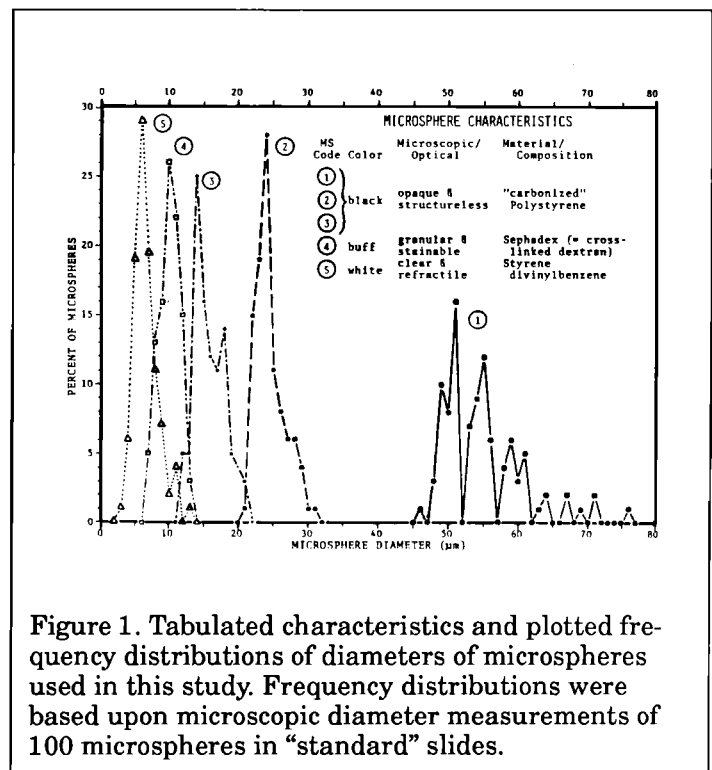 0 10 20 30 40 50 60 70 80
30
25
20
15
10
5
0
PERCENT OF MICROSPHERES
⑤
④
③
②
①
MICROSPHERE CHARACTERISTICS
MS Microscopic/ Material/
Code Color Optical Composition
①
② black opaque & "carbonized"
③ structureless Polystyrene
④ buff granular & Sephadex (= cross-
stainable linked dextran)
⑤ white clear & Styrene
refractile divinylbenzene
0 10 20 30 40 50 60 70 80
MICROSPHERE DIAMETER (µm)
Figure 1. Tabulated characteristics and plotted fre-
quency distributions of diameters of microspheres
used in this study. Frequency distributions were
based upon microscopic diameter measurements of
100 microspheres in “standard” slides.